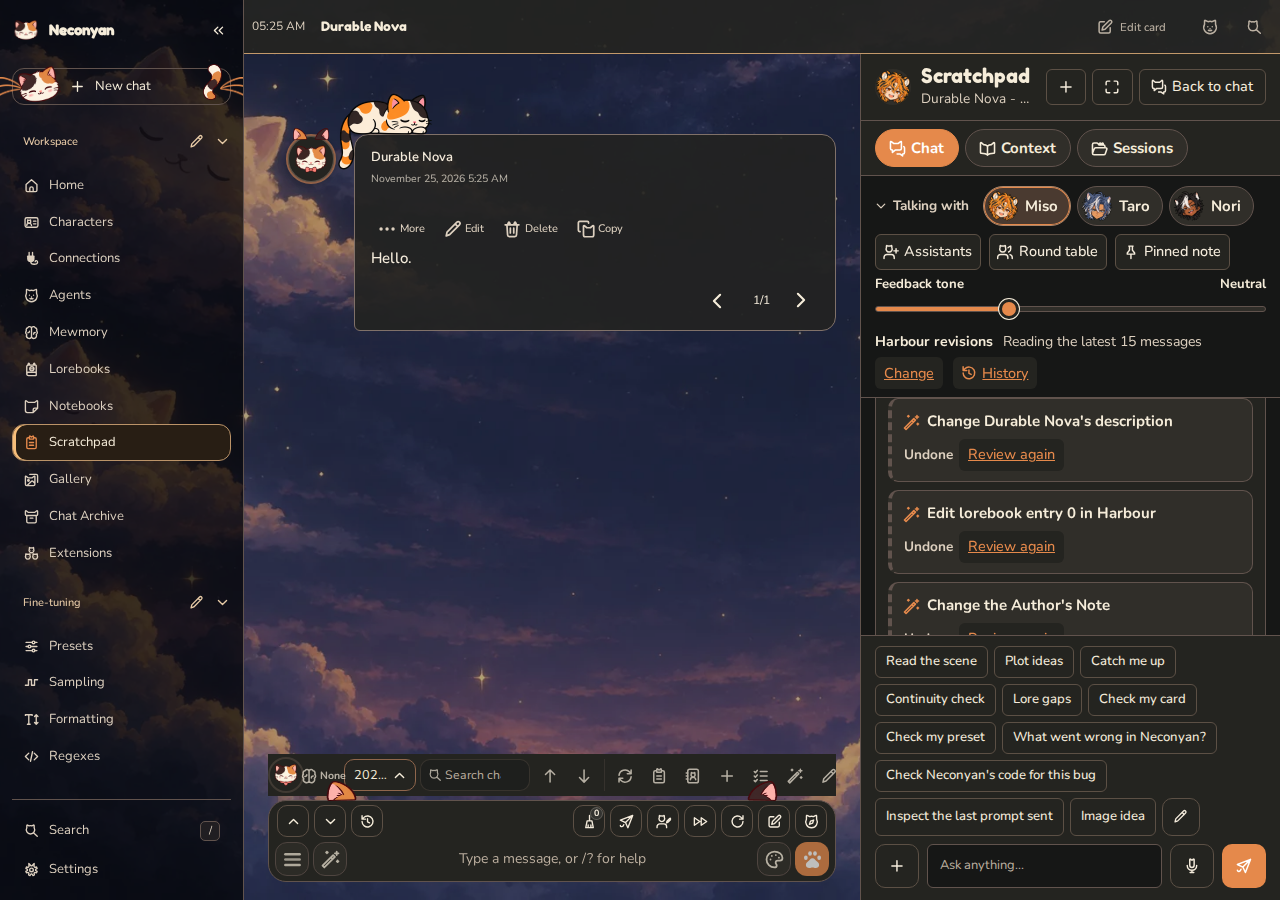 Neconyan
New chat
Workspace
Home
Characters
Connections
Agents
Mewmory
Lorebooks
Notebooks
Scratchpad
Gallery
Chat Archive
Extensions
Fine-tuning
Presets
Sampling
Formatting
Regexes
Search
/
Settings
05:25 AM
Durable Nova
Edit card
Durable Nova
November 25, 2026 5:25 AM
More
Edit
Delete
Copy
Hello.
1/1
None
202...
Search ch
0
Type a message, or /? for help
Scratchpad
Durable Nova - ...
Back to chat
Chat
Context
Sessions
Talking with
Miso
Taro
Nori
Assistants
Round table
Pinned note
Feedback tone
Neutral
Harbour revisions
Reading the latest 15 messages
Change
History
Change Durable Nova's description
Undone
Review again
Edit lorebook entry 0 in Harbour
Undone
Review again
Change the Author's Note
Read the scene
Plot ideas
Catch me up
Continuity check
Lore gaps
Check my card
Check my preset
What went wrong in Neconyan?
Check Neconyan's code for this bug
Inspect the last prompt sent
Image idea
Ask anything...